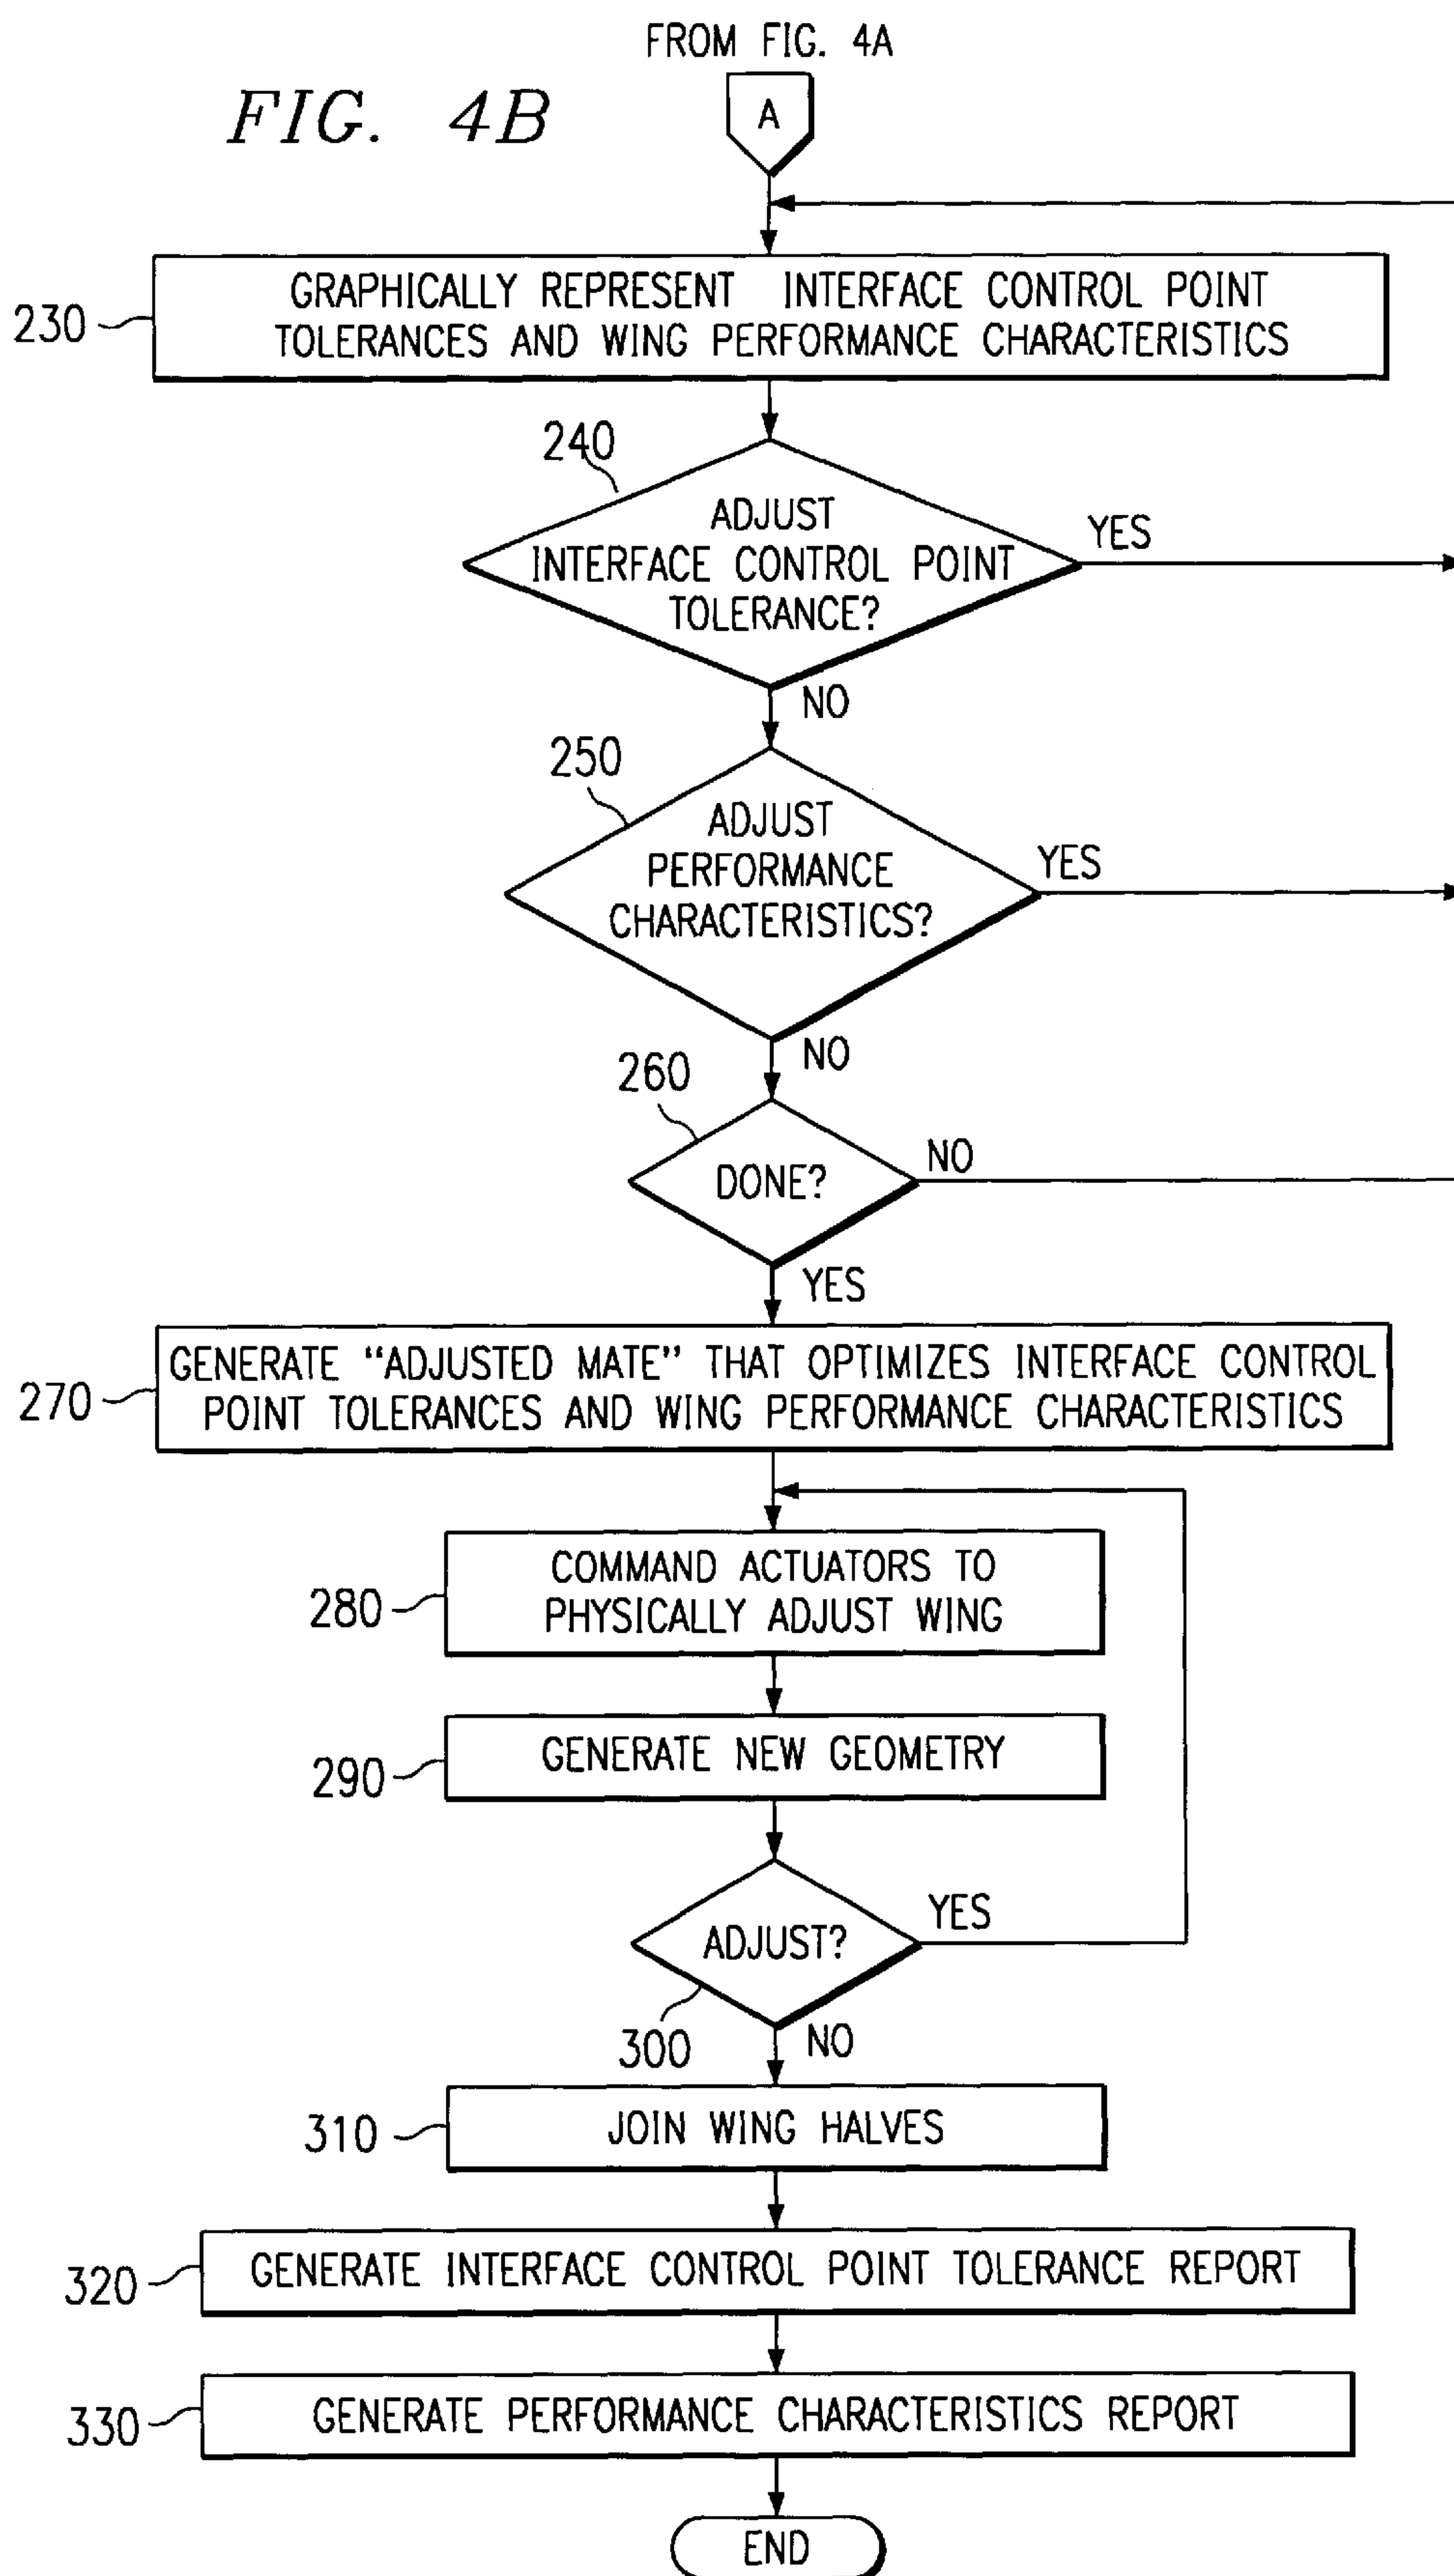 FROM FIG. 4A
FIG. 4B
A
230
GRAPHICALLY REPRESENT INTERFACE CONTROL POINT
TOLERANCES AND WING PERFORMANCE CHARACTERISTICS
240
ADJUST
INTERFACE CONTROL POINT
TOLERANCE?
YES
NO
250
ADJUST
PERFORMANCE
CHARACTERISTICS?
YES
NO
260
DONE?
NO
YES
270
GENERATE “ADJUSTED MATE” THAT OPTIMIZES INTERFACE CONTROL
POINT TOLERANCES AND WING PERFORMANCE CHARACTERISTICS
280
COMMAND ACTUATORS TO
PHYSICALLY ADJUST WING
290
GENERATE NEW GEOMETRY
ADJUST?
YES
300
NO
310
JOIN WING HALVES
320
GENERATE INTERFACE CONTROL POINT TOLERANCE REPORT
330
GENERATE PERFORMANCE CHARACTERISTICS REPORT
END